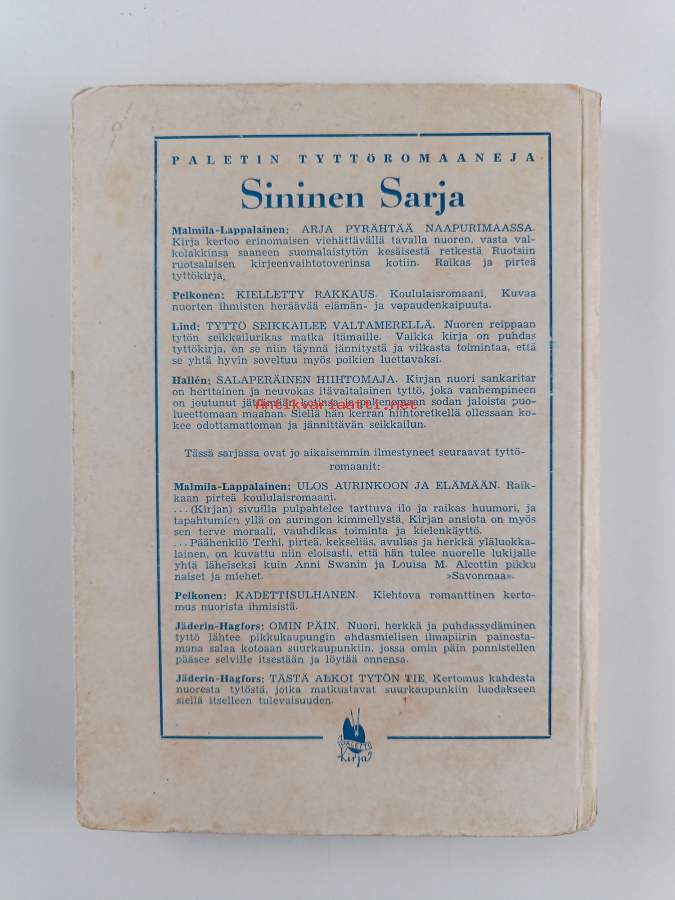 PALETIN TYTTÖROMAANEJA
Sininen Sarja
Malmila-Lappalainen: ARJA PYRÄHTÄÄ NAAPURIMAASSA.
Kirja kertoo erinomaisen viehättävällä tavalla nuoren, vasta val-
kolakkinsa saaneen suomalaistytön kesäisestä retkestä Ruotsiin
ruotsalaisen kirjeenvaihtotoverinsa kotiin. Raikas ja pirteä
tyttökirja.
Pelkonen: KIELLETTY RAKKAUS. Koululaisromaani. Kuvaa
nuorten ihmisten heräävää elämän- ja vapaudenkaipuuta.
Lind: TYTTÖ SEIKKAILEE VALTAMERELLÄ. Nuoren reippaan
tytön seikkailurikas matka itämaille. Vaikka kirja on puhdas
tyttökirja, on se niin täynnä jännitystä ja vilkasta toimintaa, että
se yhtä hyvin soveltuu myös poikien luettavaksi.
Hallén: SALAPERÄINEN HIIHTOMAJA. Kirjan nuori sankaritar
on herttainen ja neuvokas itävaltalainen tyttö, joka vanhempineen
on joutunut jättämään kotinsa ja pakenemaan sodan jaloista puo-
antikvariaatti.net
lueettomaan maahan. Siellä hän kerran hiihtoretkellä ollessaan ko-
kee odottamattoman ja jännittävän seikkailun.
Tässä sarjassa ovat jo aikaisemmin ilmestyneet seuraavat tyttö-
romaanit:
Malmila-Lappalainen: ULOS AURINKOON JA ELÄMÄÄN. Raik-
kaan pirteä koululaisromaani.
...(Kirjan) sivuilla pulpahtelee tarttuva ilo ja raikas huumori, ja
tapahtumien yllä on auringon kimmellystä. Kirjan ansiota on myös
sen terve moraali, vauhdikas toiminta ja kielenkäyttö.
...Päähenkilö Terhi, pirteä, kekseliäs, avulias ja herkkä yläluokka-
lainen, on kuvattu niin eloisasti, että hän tulee nuorelle lukijalle
yhtä läheiseksi kuin Anni Swanin ja Louisa M. Alcottin pikku
naiset ja miehet. »Savonmaa».
Pelkonen: KADETTISULHANEN. Kiehtova romanttinen kerto-
mus nuorista ihmisistä.
Jäderin-Hagfors: OMIN PÄIN. Nuori, herkkä ja puhdassydäminen
tyttö lähtee pikkukaupungin ahdasmielisen ilmapiirin painosta-
mana salaa kotoaan suurkaupunkiin, jossa omin päin ponnistellen
pääsee selville itsestään ja löytää onnensa.
Jäderin-Hagfors: TÄSTÄ ALKOI TYTÖN TIE. Kertomus kahdesta
nuoresta tytöstä, jotka matkustavat suurkaupunkiin luodakseen
siellä itselleen tulevaisuuden.
PALETTI
kirja